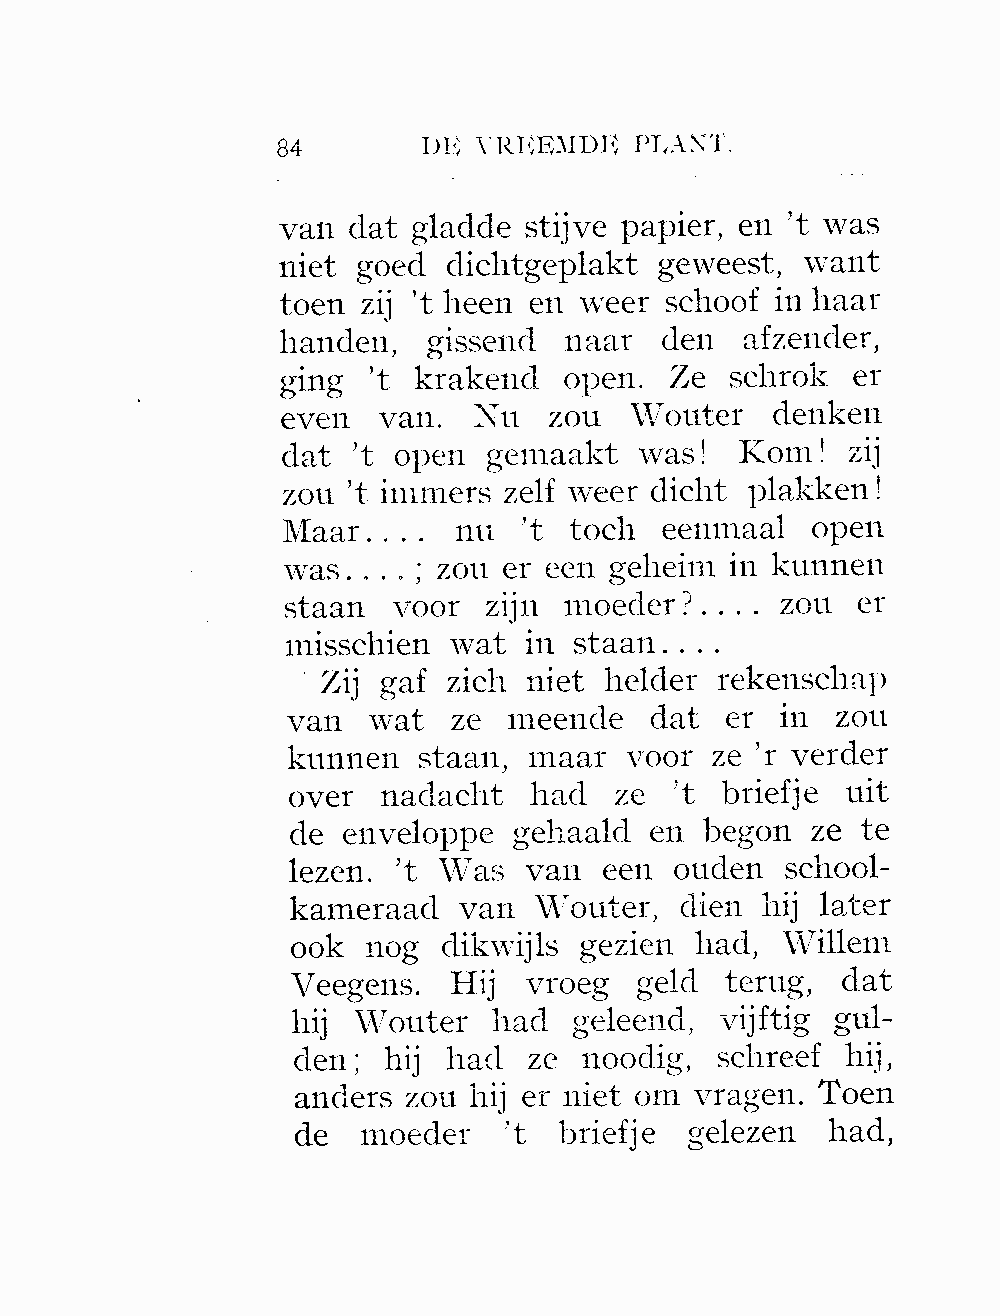 84 DE VREEMDE PLANT.
van dat gladde stijve papier, en 't was
niet goed dichtgeplakt geweest, want
toen zij 't heen en weer schoof in haar
handen, gissend naar den afzender,
ging 't krakend open. Ze schrok er
even van. Nu zou Wouter denken
dat 't open gemaakt was! Kom! zij
zou 't immers zelf weer dicht plakken!
Maar.... nu 't toch eenmaal open
was....; zou er een geheim in kunnen
staan voor zijn moeder?.... zou er
misschien wat in staan....
Zij gaf zich niet helder rekenschap
van wat ze meende dat er in zou
kunnen staan, maar voor ze 'r verder
over nadacht had ze 't briefje uit
de enveloppe gehaald en begon ze te
lezen. 't Was van een ouden school-
kameraad van Wouter, dien hij later
ook nog dikwijls gezien had, Willem
Veegens. Hij vroeg geld terug, dat
hij Wouter had geleend, vijftig gul-
den; hij had ze noodig, schreef hij,
anders zou hij er niet om vragen. Toen
de moeder 't briefje gelezen had,